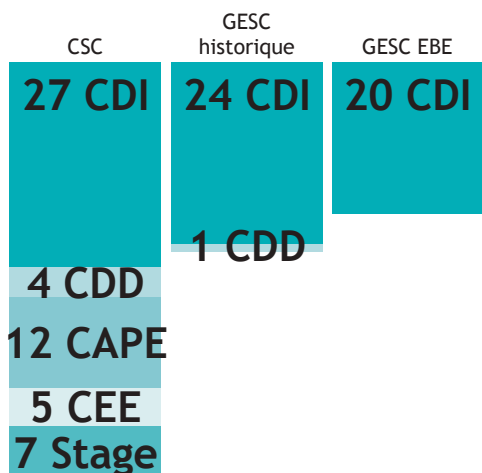 CSC
GESC
historique
GESC EBE
27 CDI
24 CDI
20 CDI
1 CDD
4 CDD
12 CAPE
5 CEE
7 Stage